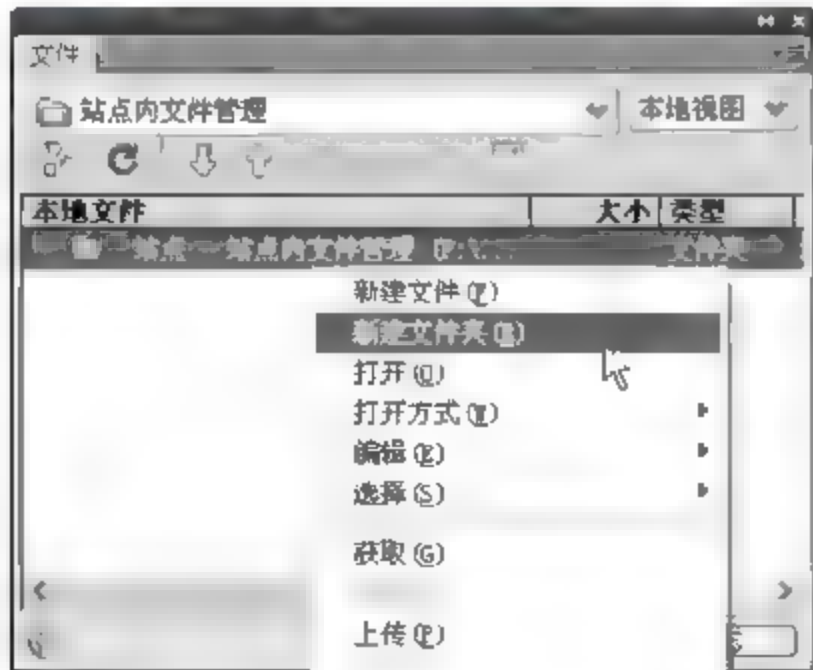 文件
站点内文件管理 本地视图
本地文件 大小 类型
站点 — 站点内文件管理 文件夹
新建文件(F)
新建文件夹
打开(O)
打开方式(W)
编辑(E)
选择(S)
获取(G)
上传(P)